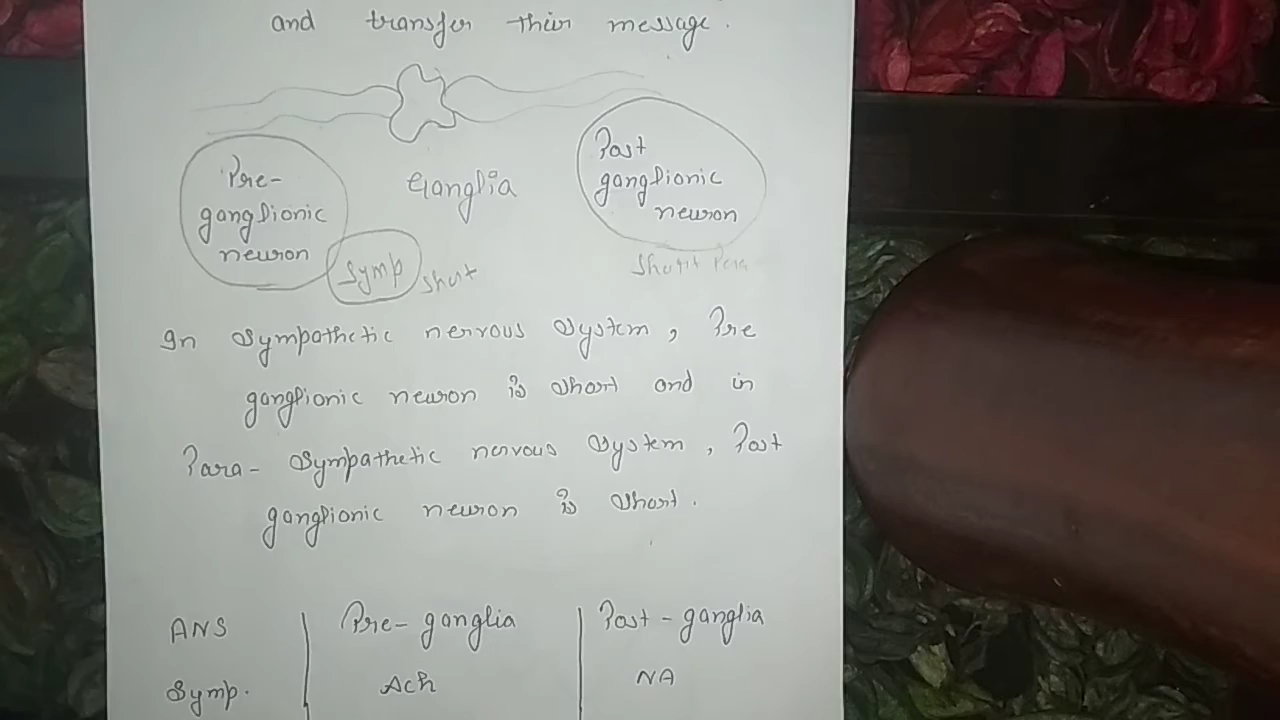 and transfer their message.
Pre-
ganglionic
neuron
Ganglia
Post
ganglionic
neuron
Symp short
Para
In Sympathetic nervous system, Pre
ganglionic neuron is short and in
Para- Sympathetic nervous system, Post
ganglionic neuron is short.
ANS Pre-ganglia Post-ganglia
Symp. Ach NA